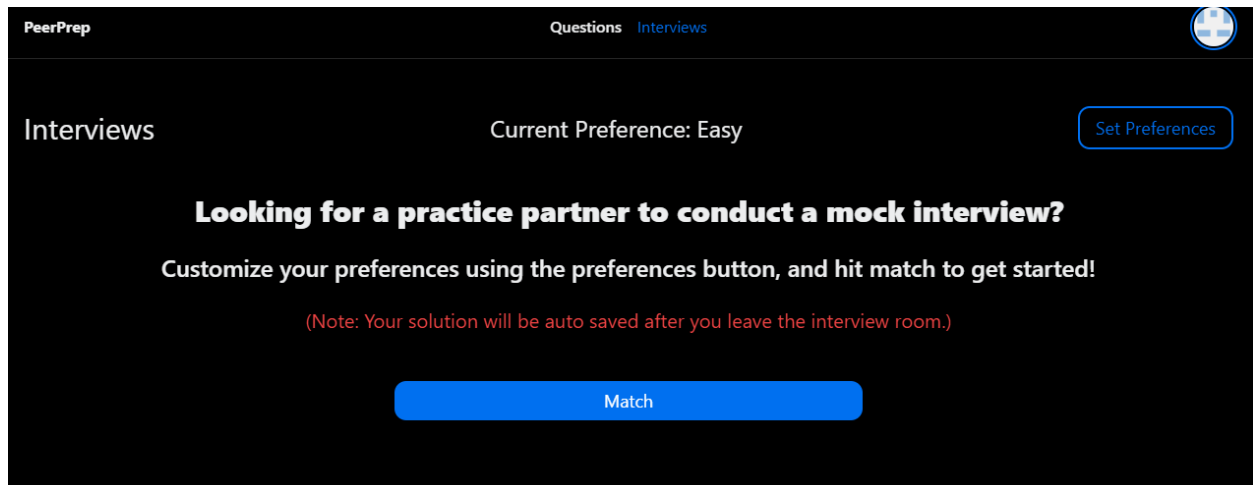 PeerPrep
Questions Interviews
Interviews
Current Preference: Easy
Set Preferences
Looking for a practice partner to conduct a mock interview?
Customize your preferences using the preferences button, and hit match to get started!
(Note: Your solution will be auto saved after you leave the interview room.)
Match